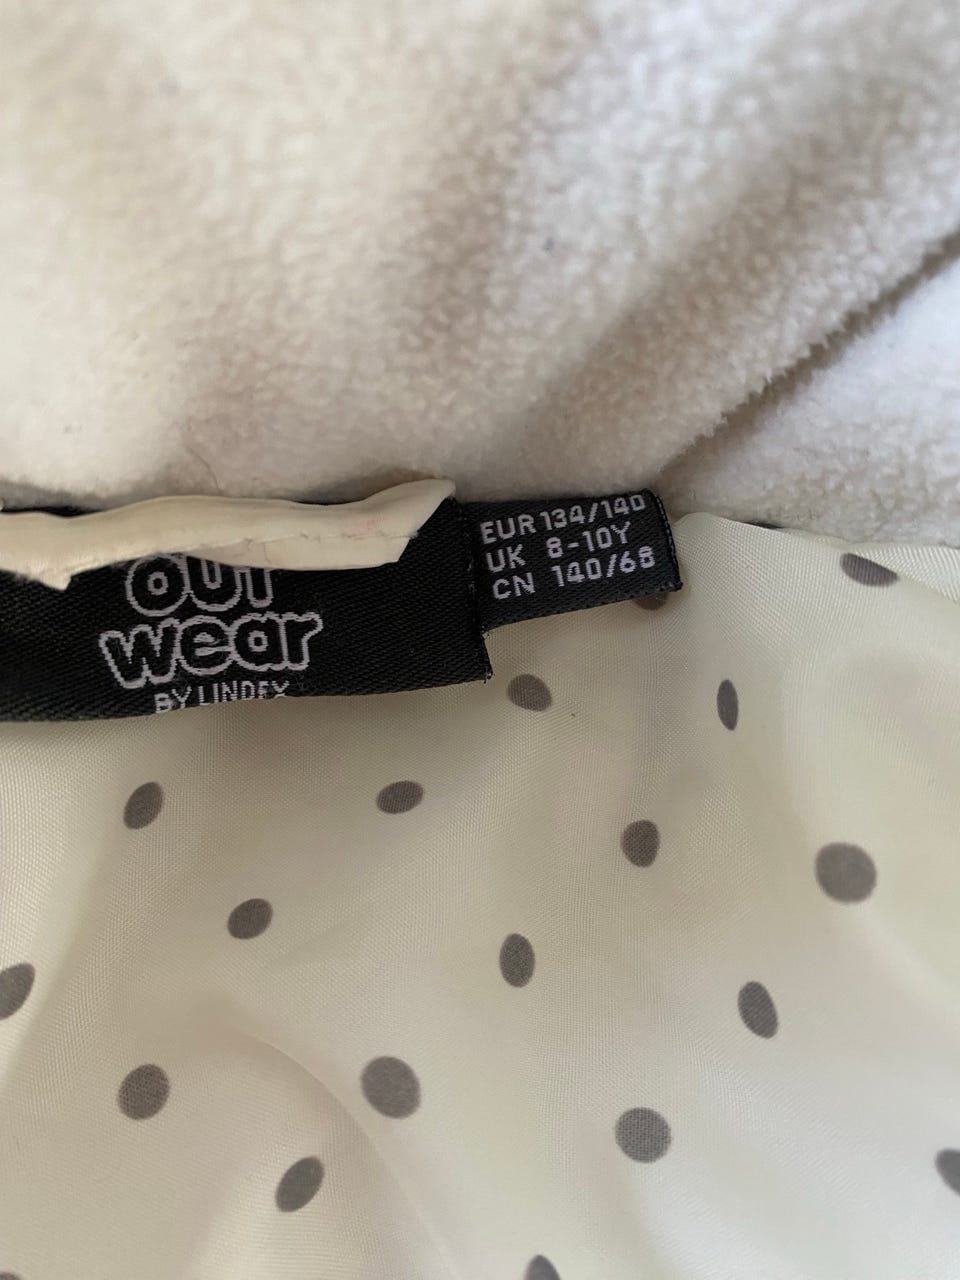 OUT
wear
BY LINDEX
EUR 134/140
UK 8-10Y
CN 140/68